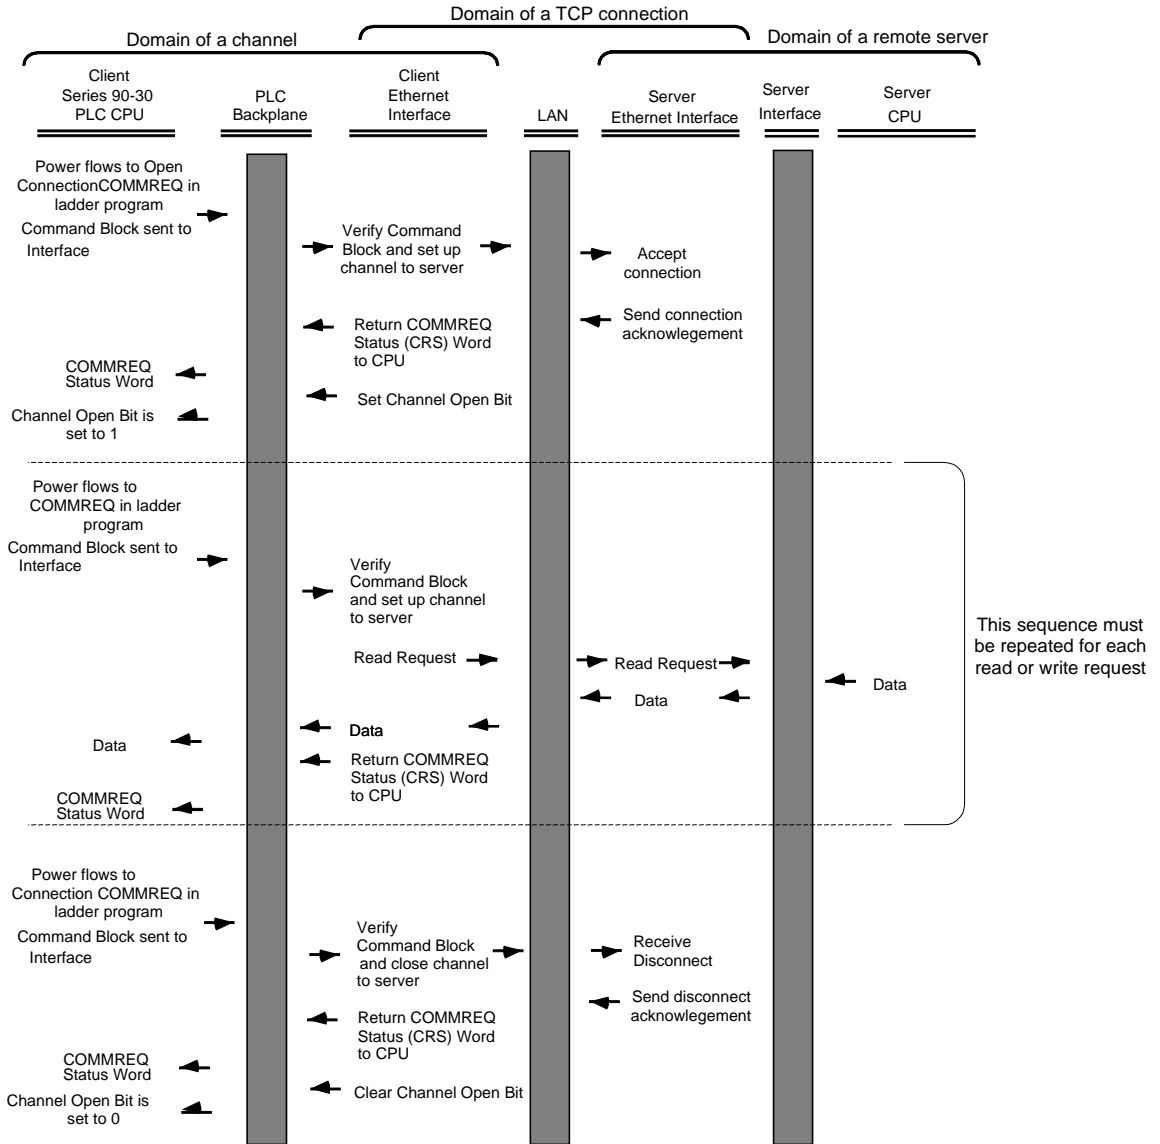 Domain of a TCP connection
Domain of a channel
Domain of a remote server
Client
Series 90-30
PLC CPU
PLC
Backplane
Client
Ethernet
Interface
LAN
Server
Ethernet Interface
Server
Interface
Server
CPU
Power flows to Open
ConnectionCOMMREQ in
ladder program
Command Block sent to
Interface
Verify Command
Block and set up
channel to server
Accept
connection
Send connection
acknowlegement
Return COMMREQ
Status (CRS) Word
to CPU
COMMREQ
Status Word
Set Channel Open Bit
Channel Open Bit is
set to 1
Power flows to
COMMREQ in ladder
program
Command Block sent to
Interface
Verify
Command Block
and set up channel
to server
Read Request
Read Request
Data
Data
Data
Data
Return COMMREQ
Status (CRS) Word
to CPU
COMMREQ
Status Word
This sequence must
be repeated for each
read or write request
Power flows to
Connection COMMREQ in
ladder program
Command Block sent to
Interface
Verify
Command Block
and close channel
to server
Receive
Disconnect
Send disconnect
acknowlegement
Return COMMREQ
Status (CRS) Word
to CPU
COMMREQ
Status Word
Clear Channel Open Bit
Channel Open Bit is
set to 0